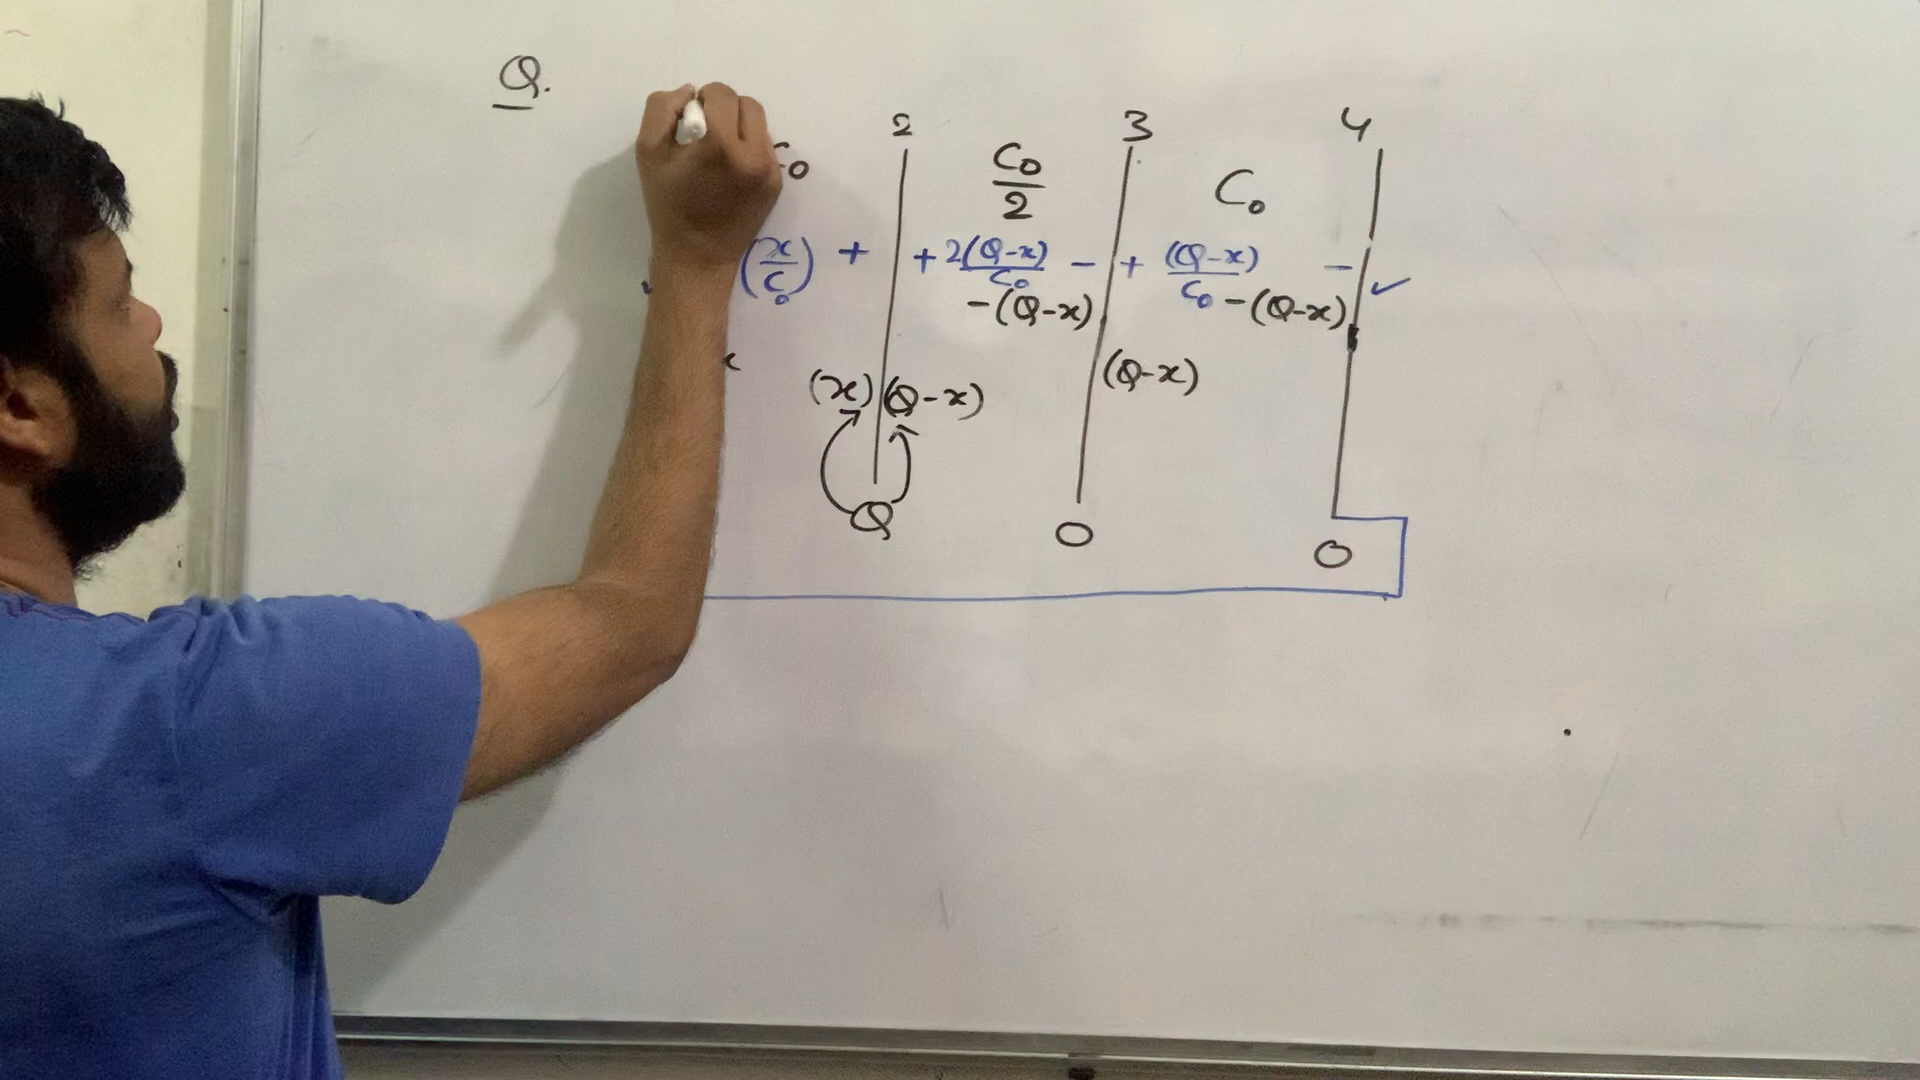 Q.
2 3 4
C₀ C₀/2 C₀
(x/C₀) + + 2(Q-x)/C₀ - + (Q-x)/C₀ -
-(Q-x) -(Q-x)
(Q-x)
(x) (Q-x)
Q 0 0